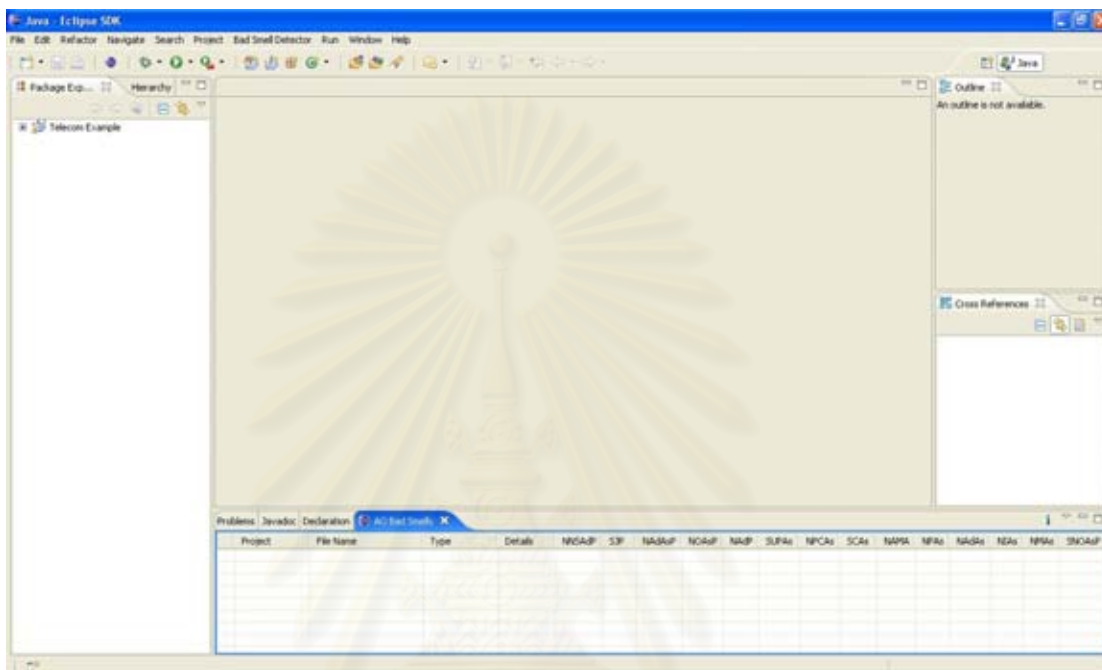 Java - Eclipse SDK
File Edit Refactor Navigate Search Project Bad Smell Detector Run Window Help
Java
Package Exp... Hierarchy
Outline
An outline is not available.
Telecom Example
Cross References
Problems Javadoc Declaration AO Bad Smells
Project File Name Type Details NNSAdP SJP NAdAsP NOAsP NAdP SUPAs NPCAs SCAs NAMA NPAs NAdAs NIAs NMAs SNOAsP